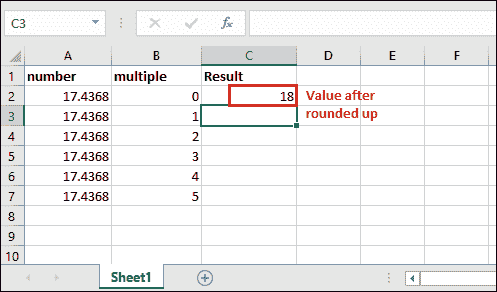 C3
fx
A B C D E F
1 number multiple Result
2 17.4368 0 18 Value after
3 17.4368 1 rounded up
4 17.4368 2
5 17.4368 3
6 17.4368 4
7 17.4368 5
8
9
10
Sheet1